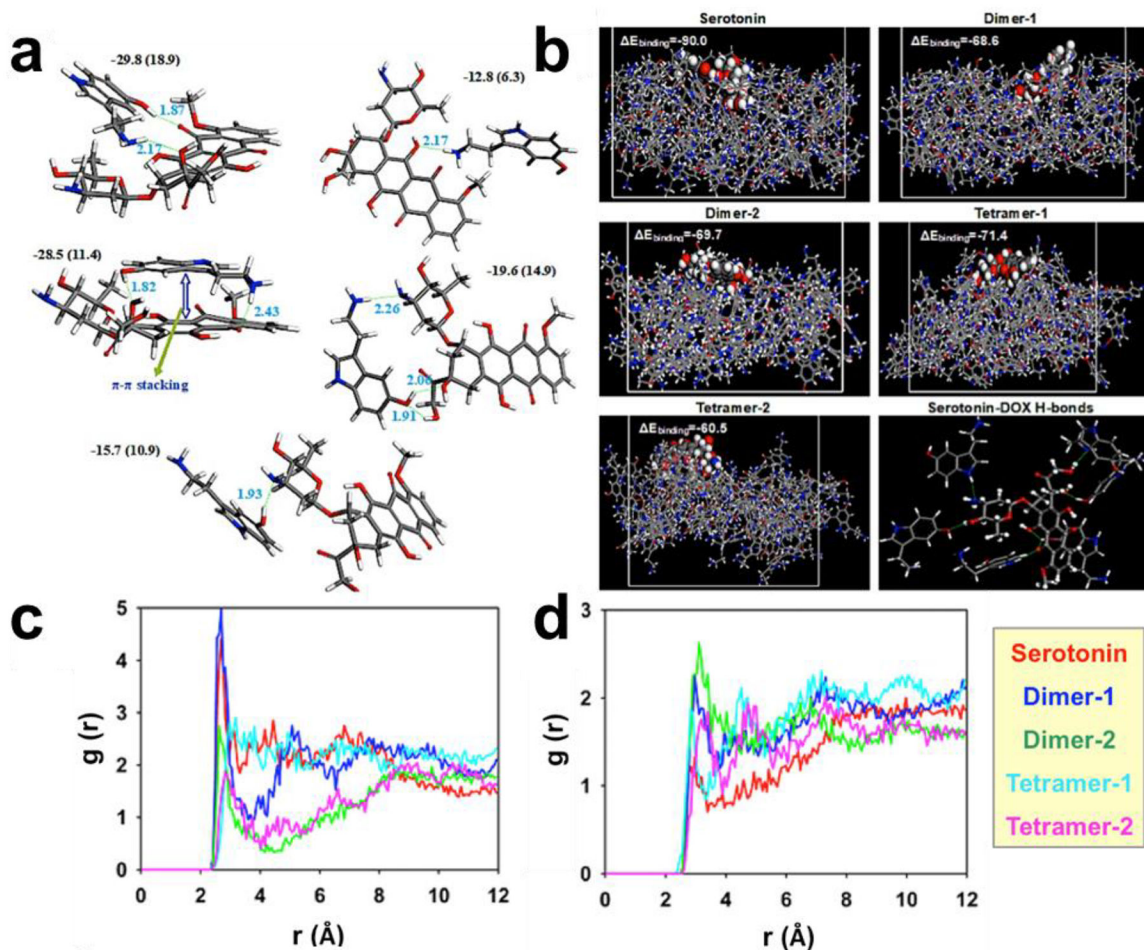 a
-29.8 (18.9)
1.87
2.17
-12.8 (6.3)
2.17
-28.5 (11.4)
1.82
2.43
π-π stacking
-19.6 (14.9)
2.26
2.06
1.91
-15.7 (10.9)
1.93
b
Serotonin
ΔEbinding=-90.0
Dimer-1
ΔEbinding=-68.6
Dimer-2
ΔEbinding=-69.7
Tetramer-1
ΔEbinding=-71.4
Tetramer-2
ΔEbinding=-60.5
Serotonin-DOX H-bonds
c
g (r)
5
4
3
2
1
0
0 2 4 6 8 10 12
r (Å)
d
g (r)
3
2
1
0
0 2 4 6 8 10 12
r (Å)
Serotonin
Dimer-1
Dimer-2
Tetramer-1
Tetramer-2